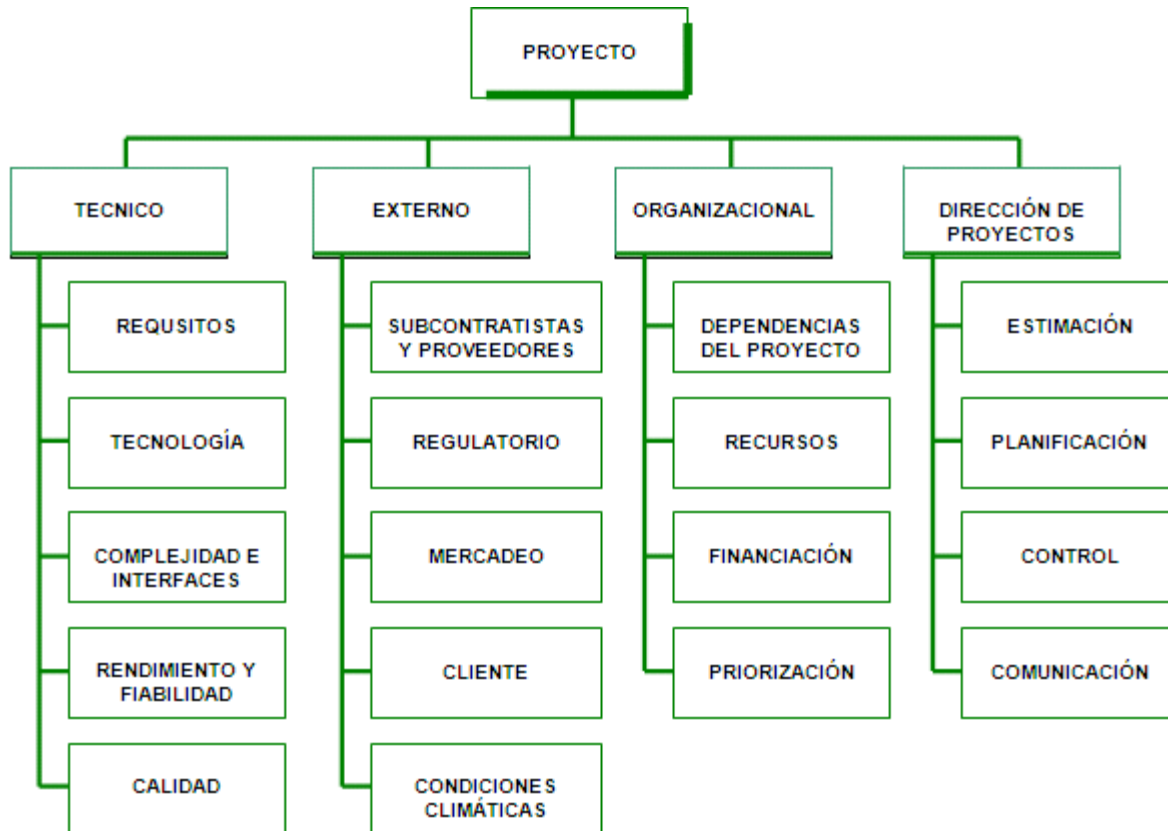 PROYECTO
TECNICO
EXTERNO
ORGANIZACIONAL
DIRECCIÓN DE
PROYECTOS
REQUSITOS
TECNOLOGÍA
COMPLEJIDAD E
INTERFACES
RENDIMIENTO Y
FIABILIDAD
CALIDAD
SUBCONTRATISTAS
Y PROVEEDORES
REGULATORIO
MERCADEO
CLIENTE
CONDICIONES
CLIMÁTICAS
DEPENDENCIAS
DEL PROYECTO
RECURSOS
FINANCIACIÓN
PRIORIZACIÓN
ESTIMACIÓN
PLANIFICACIÓN
CONTROL
COMUNICACIÓN